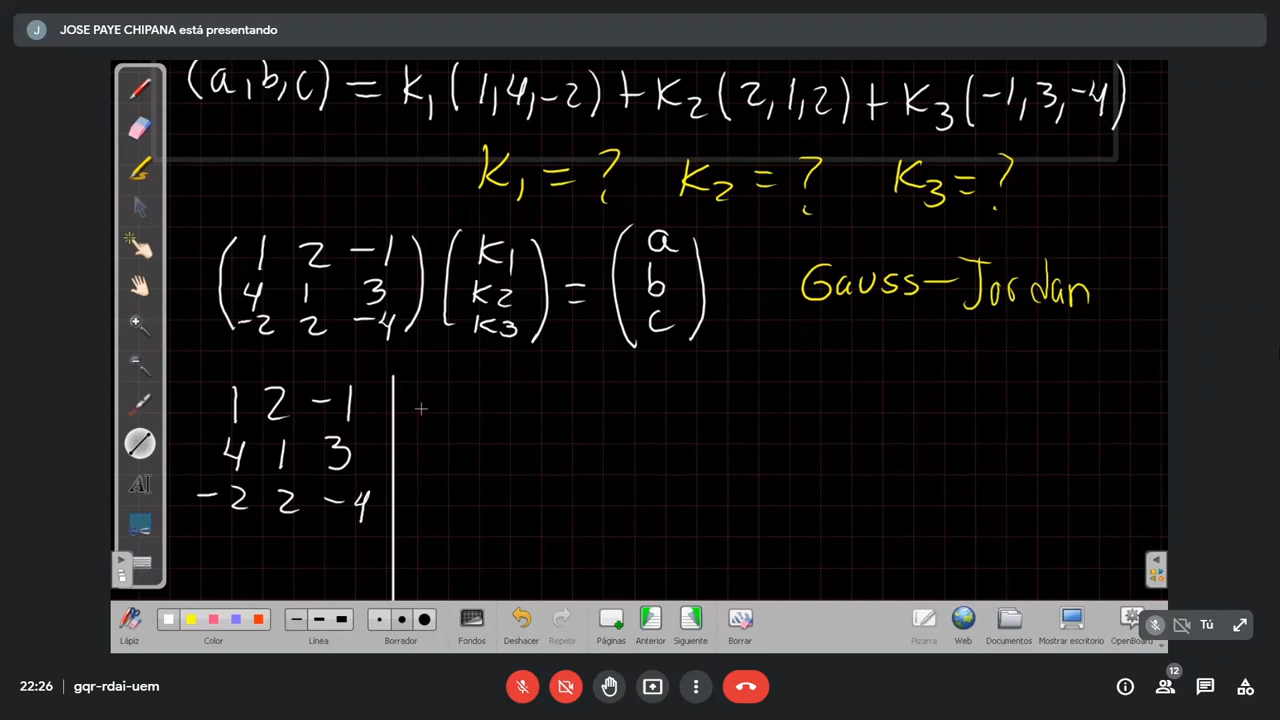 JOSE PAYE CHIPANA está presentando
(a,b,c) = k1(1,4,-2) + k2(2,1,2) + k3(-1,3,-4)
k1 = ? k2 = ? k3 = ?
1 2 -1 k1 a
4 1 3 k2 = b
-2 2 -4 k3 c
Gauss-Jordan
1 2 -1
4 1 3
-2 2 -4
Lápiz Color Línea Borrador Fondos Deshacer Repetir Páginas Anterior Siguiente Borrar Pizarra Web Documentos Mostrar escritorio OpenBoard
Tú
22:26 gqr-rdai-uem
12